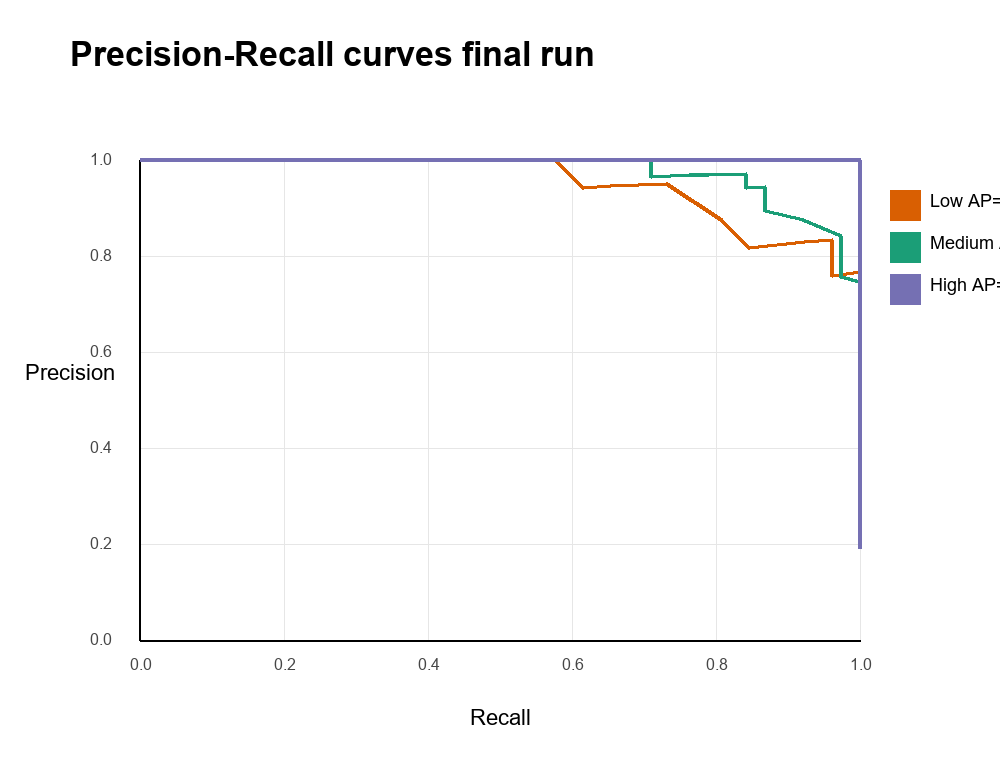 Precision-Recall curves final run
1.0
0.8
0.6
0.4
0.2
0.0
Precision
0.0 0.2 0.4 0.6 0.8 1.0
Recall
Low AP=
Medium
High AP=